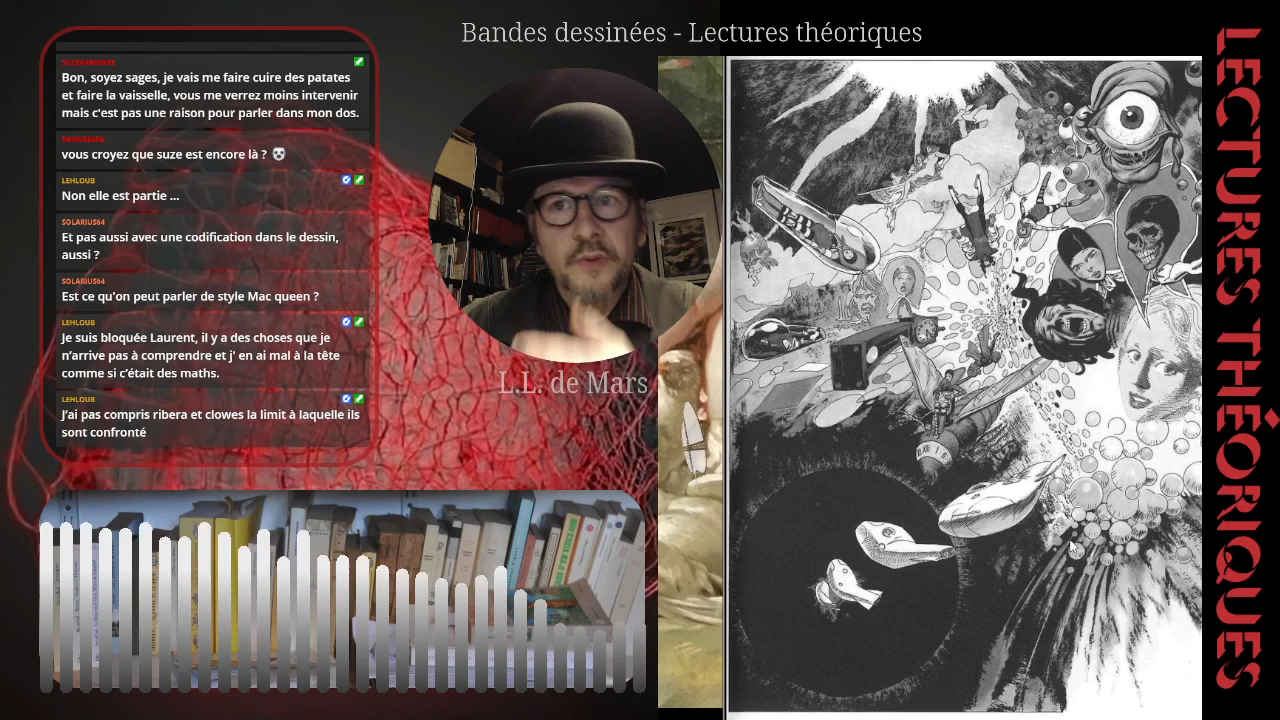 Bandes dessinées - Lectures théoriques
Bon, soyez sages, je vais me faire cuire des patates
et faire la vaisselle, vous me verrez moins intervenir
mais c'est pas une raison pour parler dans mon dos.
vous croyez que suze est encore là ?
LEHLOUB
Non elle est partie ...
SOLARIUS64
Et pas aussi avec une codification dans le dessin,
aussi ?
SOLARIUS64
Est ce qu'on peut parler de style Mac queen ?
LEHLOUB
Je suis bloquée Laurent, il y a des choses que je
n’arrive pas à comprendre et j' en ai mal à la tête
comme si c’était des maths.
LEHLOUB
J’ai pas compris ribera et clowes la limit à laquelle ils
sont confronté
L.L. de Mars
LECTURES THÉORIQUES